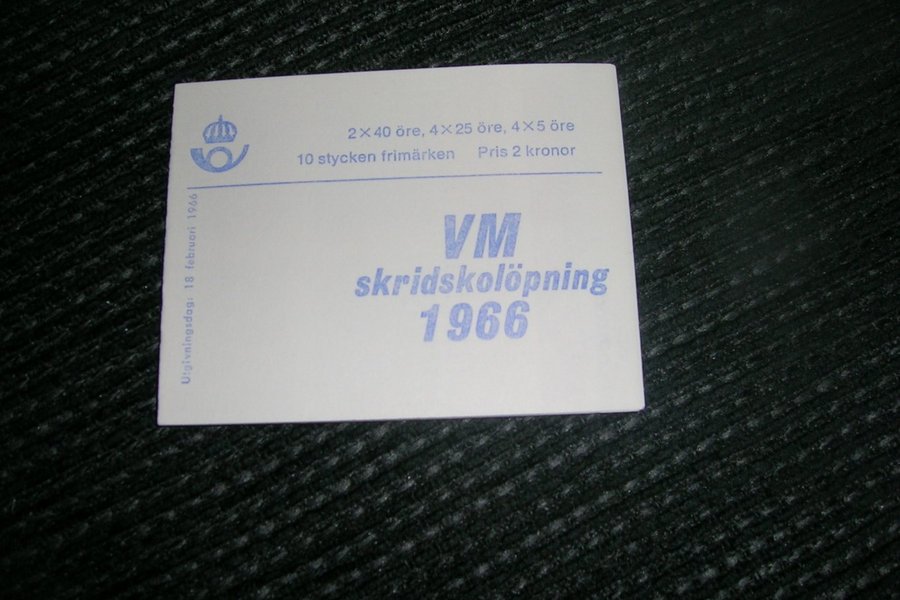 2×40 öre, 4×25 öre, 4×5 öre
10 stycken frimärken Pris 2 kronor
Utgivningsdag: 18 februari 1966
VM
skridskolöpning
1966